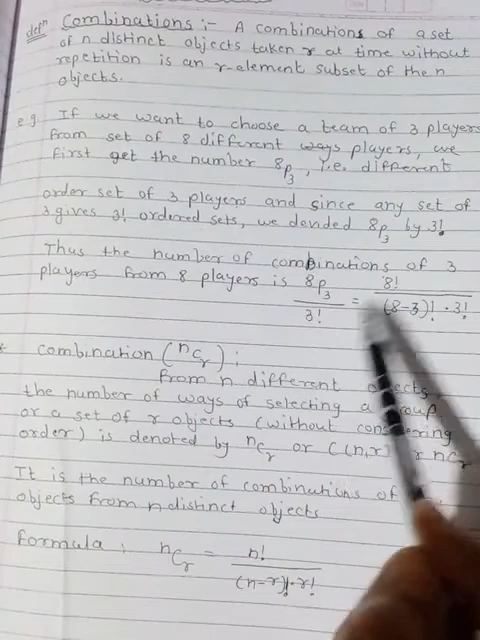 defn Combinations :- A combinations of a set
of n distinct objects taken r at time without
repetition is an r-element subset of the n
objects.
e.g If we want to choose a team of 3 players
from set of 8 different ways players, we
first get the number 8p3, i.e. different
order set of 3 players and since any set of
3 gives 3! ordered sets, we devided 8p3 by 3!
Thus the number of combinations of 3
players from 8 players is 8p3 / 3! = 8! / (8-3)! · 3!
* Combination (nCr) :
From n different objects,
the number of ways of selecting a group
or a set of r objects (without considering
order) is denoted by nCr or C(n,r) or nCr
It is the number of combinations of
objects from n distinct objects
Formula : nCr = n! / (n-r)! · r!